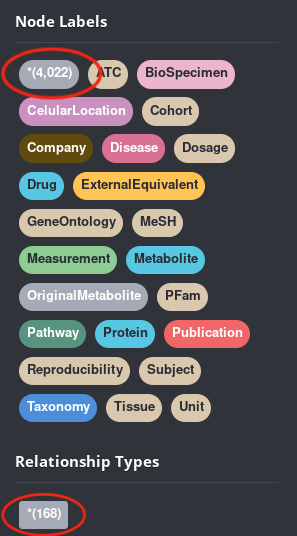 Node Labels
*(4,022) ATC BioSpecimen
CelularLocation Cohort
Company Disease Dosage
Drug ExternalEquivalent
GeneOntology MeSH
Measurement Metabolite
OriginalMetabolite PFam
Pathway Protein Publication
Reproducibility Subject
Taxonomy Tissue Unit
Relationship Types
*(168)